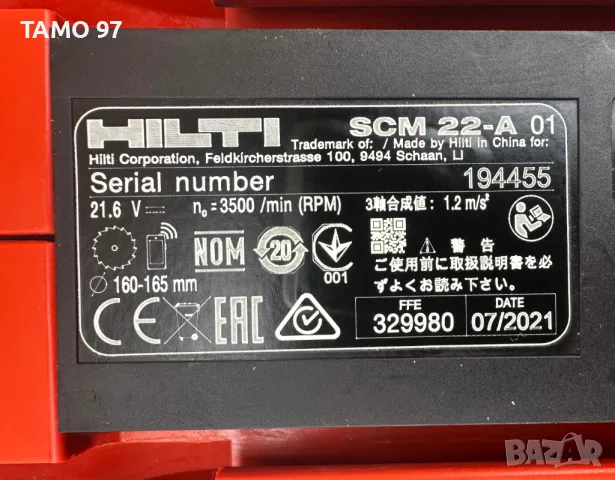 TAMO 97
HILTI SCM 22-A 01
Trademark of: / Made by Hilti in China for:
Hilti Corporation, Feldkircherstrasse 100, 9494 Schaan, LI
Serial number 194455
21.6 V n₀=3500 /min (RPM) 3軸合成値: 1.2 m/s²
NOM 20 001
⌀ 160-165 mm
警告
ご使用前に取扱説明書を必
ずよくお読み下さい。
CE EAC
FFE DATE
329980 07/2021
BAZAR